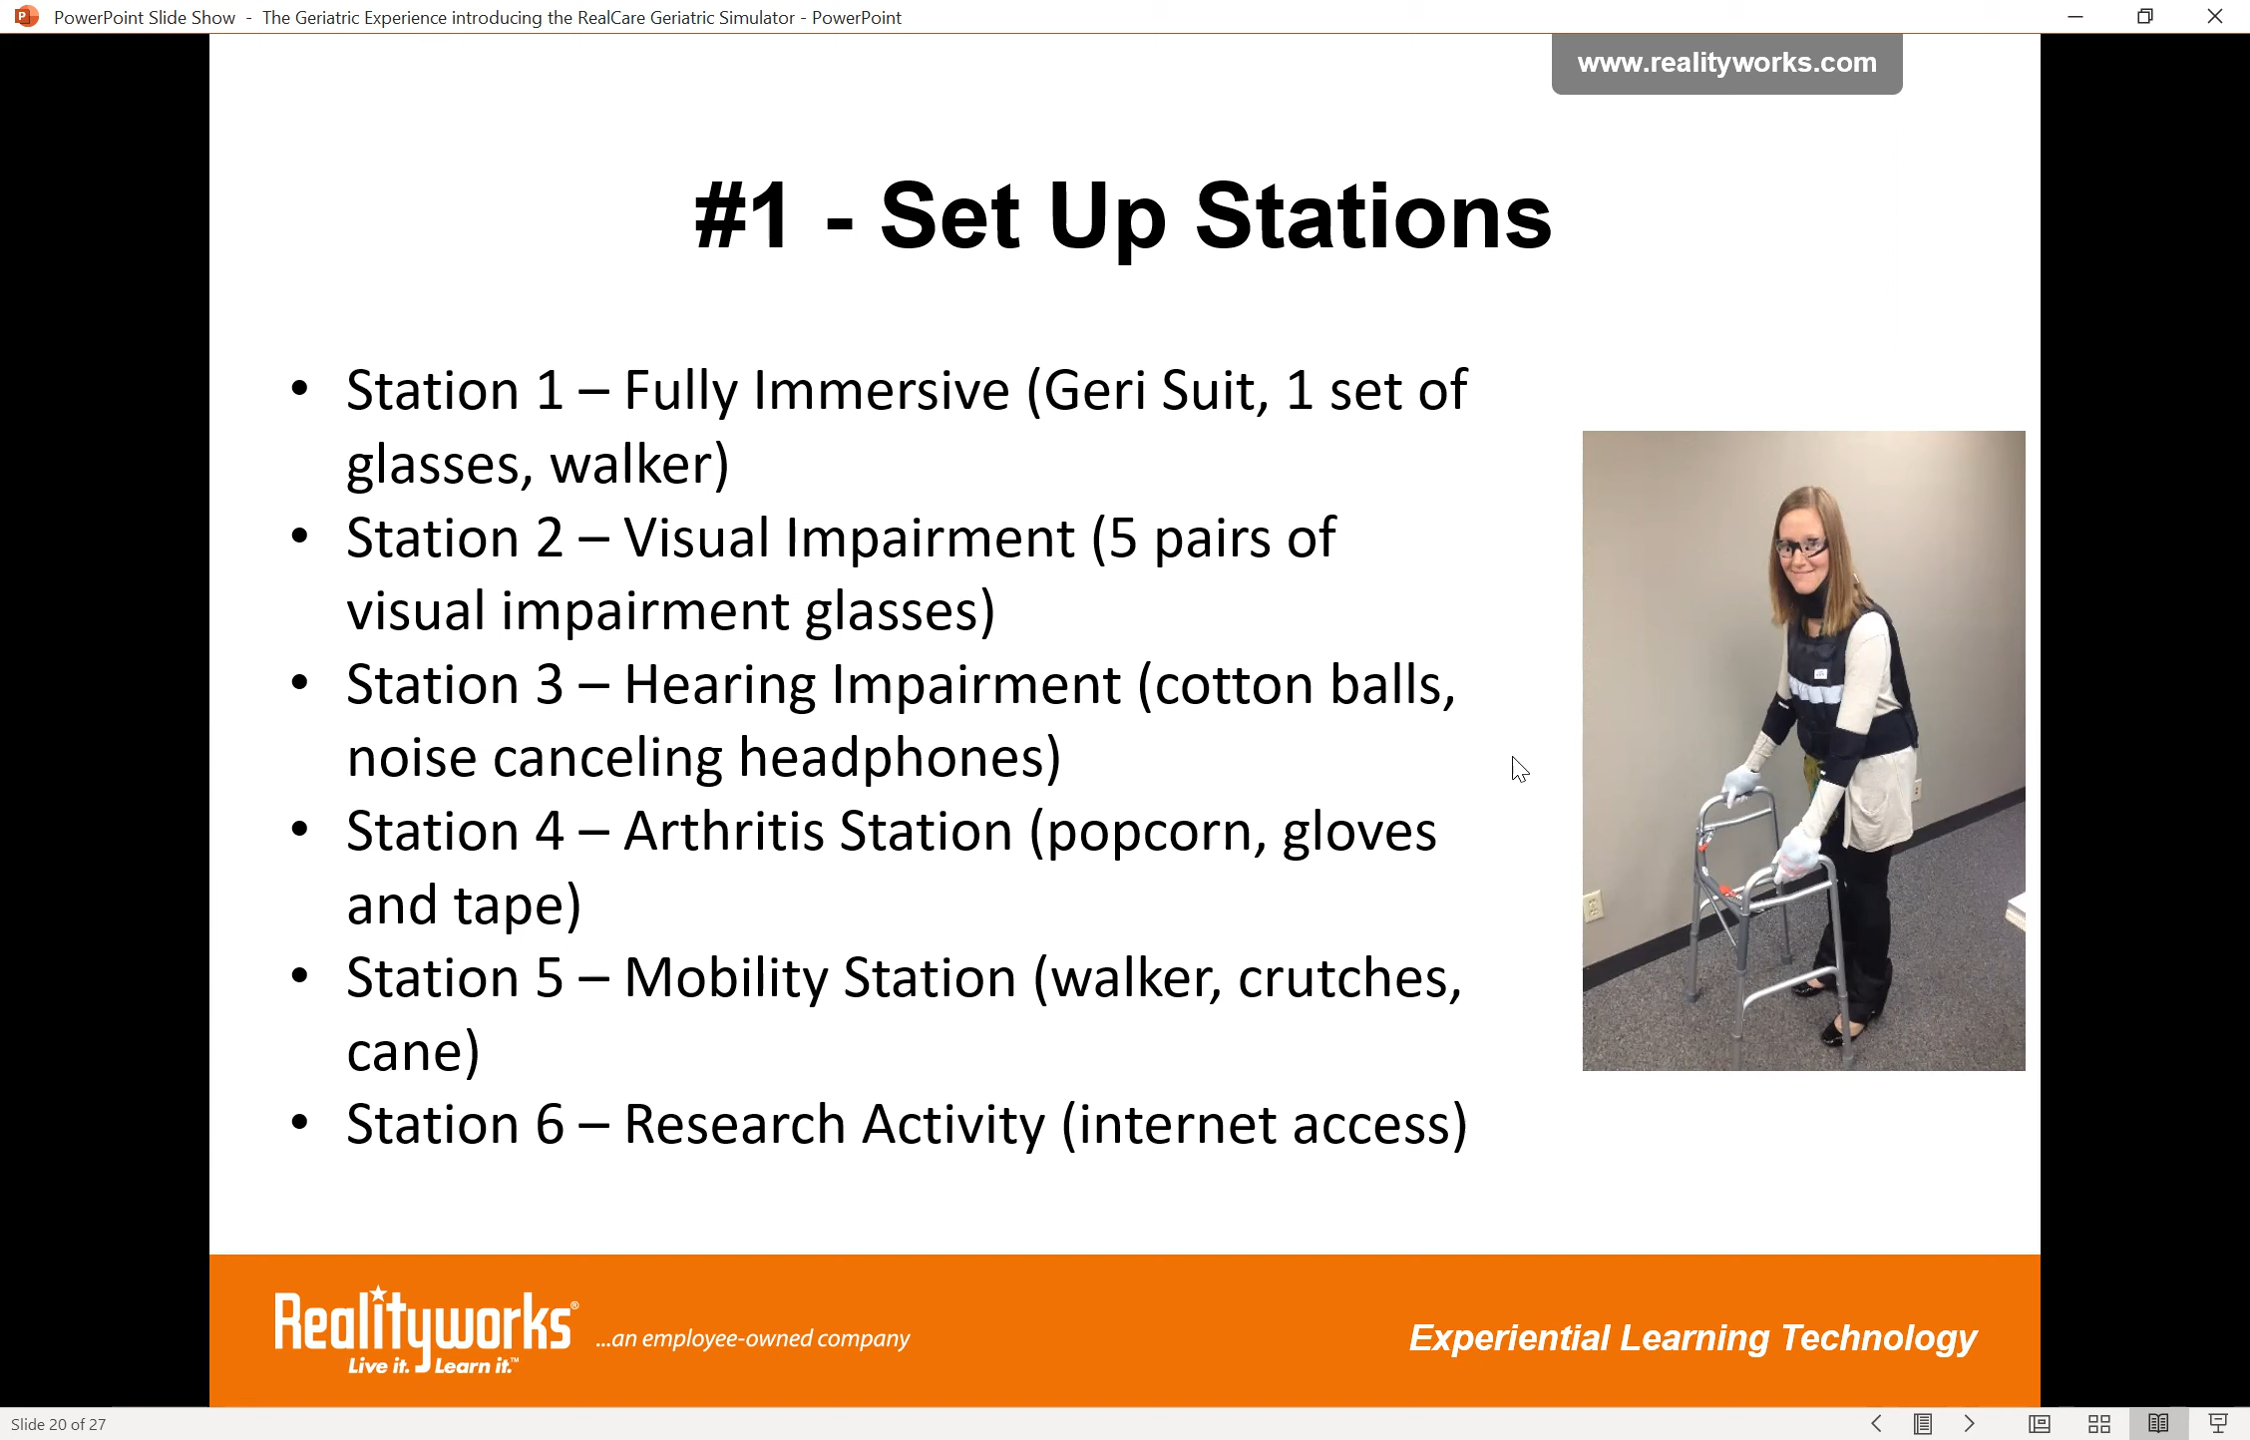 PowerPoint Slide Show - The Geriatric Experience introducing the RealCare Geriatric Simulator - PowerPoint
www.realityworks.com
#1 - Set Up Stations
• Station 1 – Fully Immersive (Geri Suit, 1 set of
glasses, walker)
• Station 2 – Visual Impairment (5 pairs of
visual impairment glasses)
• Station 3 – Hearing Impairment (cotton balls,
noise canceling headphones)
• Station 4 – Arthritis Station (popcorn, gloves
and tape)
• Station 5 – Mobility Station (walker, crutches,
cane)
• Station 6 – Research Activity (internet access)
Realityworks® ...an employee-owned company
Live it. Learn it.™
Experiential Learning Technology
Slide 20 of 27